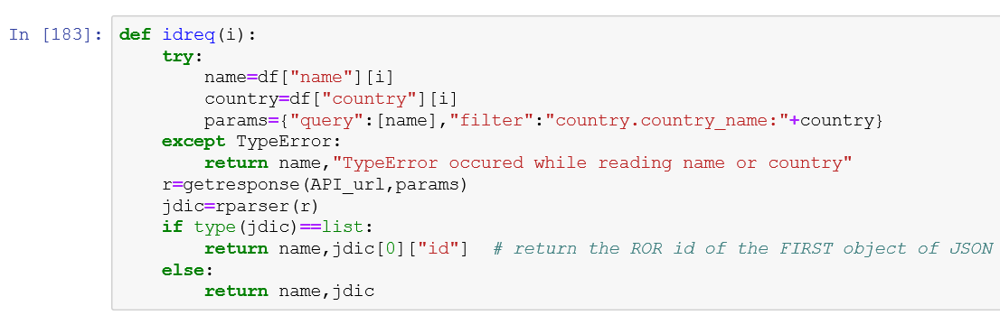 In [183]: def idreq(i):
    try:
        name=df["name"][i]
        country=df["country"][i]
        params={"query":[name],"filter":"country.country_name:"+country}
    except TypeError:
        return name,"TypeError occured while reading name or country"
    r=getresponse(API_url,params)
    jdic=rparser(r)
    if type(jdic)==list:
        return name,jdic[0]["id"]  # return the ROR id of the FIRST object of JSON
    else:
        return name,jdic